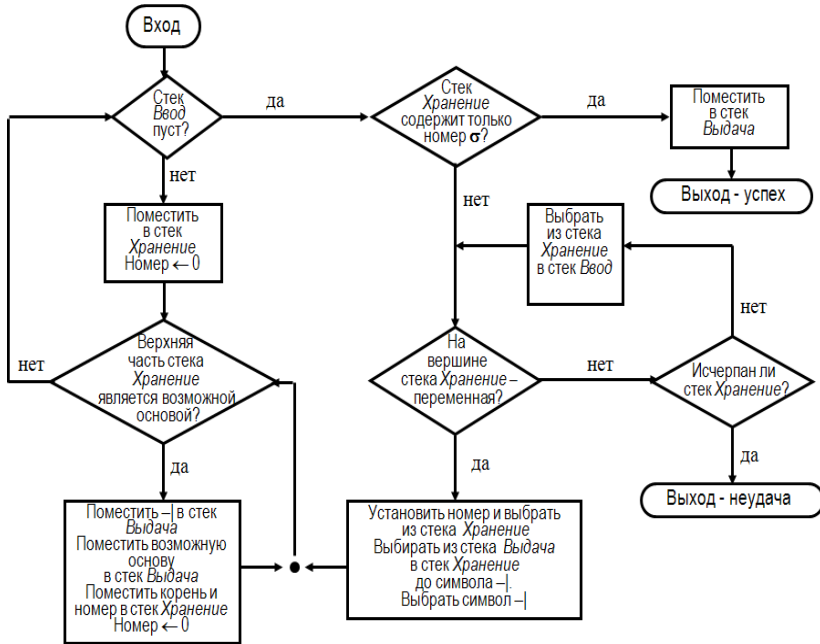 Вход
Стек
Ввод
пуст?
да
нет
Стек
Хранение
содержит только
номер σ?
да
нет
Поместить
в стек
Выдача
Выход - успех
Поместить
в стек
Хранение
Номер ← 0
Выбрать
из стека
Хранение
в стек Ввод
Верхняя
часть стека
Хранение
является возможной
основой?
нет
да
На
вершине
стека Хранение –
переменная?
нет
да
Исчерпан ли
стек Хранение?
нет
да
Выход - неудача
Поместить –| в стек
Выдача
Поместить возможную
основу
в стек Выдача
Поместить корень и
номер в стек Хранение
Номер ← 0
Установить номер и выбрать
из стека Хранение
Выбирать из стека Выдача
в стек Хранение
до символа –|.
Выбрать символ –|